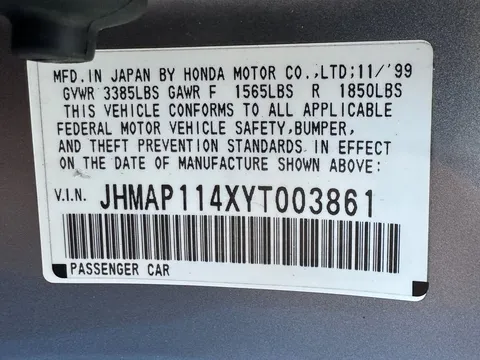 MFD. IN JAPAN BY HONDA MOTOR CO.,LTD;11/'99
GVWR 3385LBS GAWR F 1565LBS R 1850LBS
THIS VEHICLE CONFORMS TO ALL APPLICABLE
FEDERAL MOTOR VEHICLE SAFETY,BUMPER,
AND THEFT PREVENTION STANDARDS IN EFFECT
ON THE DATE OF MANUFACTURE SHOWN ABOVE:
V.I.N. JHMAP114XYT003861
PASSENGER CAR